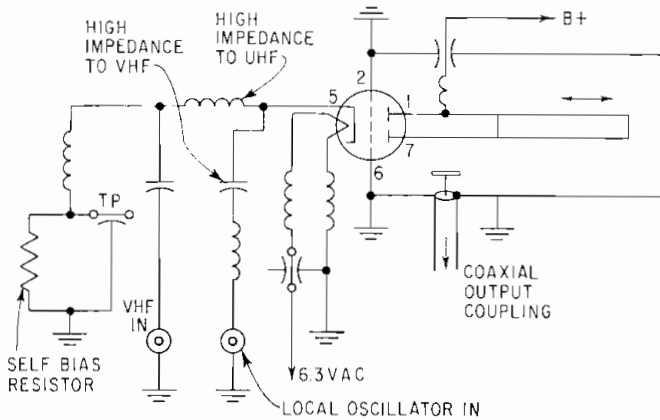 HIGH
IMPEDANCE
TO VHF
HIGH
IMPEDANCE
TO UHF
B+
2
5
1
7
6
TP
VHF
IN
SELF BIAS
RESISTOR
6.3VAC
LOCAL OSCILLATOR IN
COAXIAL
OUTPUT
COUPLING